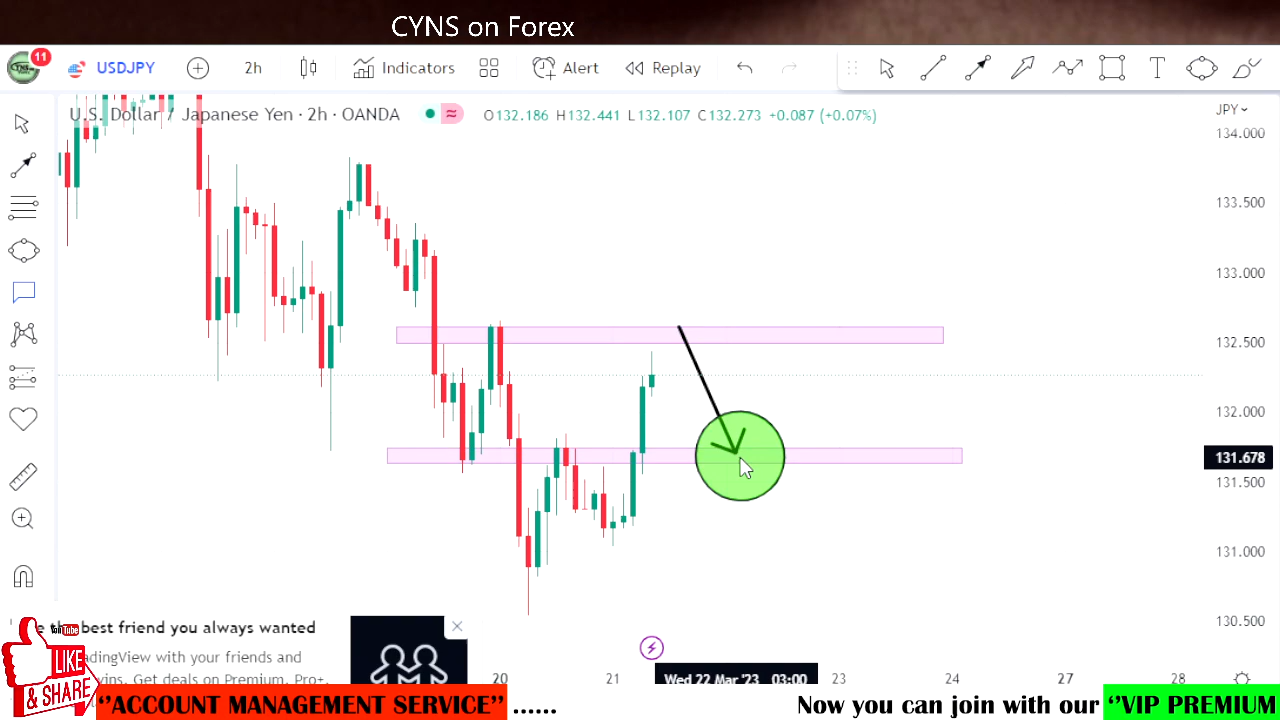 CYNS on Forex
11
USDJPY
2h
Indicators
Alert
Replay
U.S. Dollar / Japanese Yen · 2h · OANDA
≈
O132.186 H132.441 L132.107 C132.273 +0.087 (+0.07%)
JPY
134.000
133.500
133.000
132.500
132.000
131.678
131.500
131.000
130.500
the best friend you always wanted
TradingView with your friends and
Get deals on Premium, Pro+,
20
21
Wed 22 Mar '23 03:00
23
24
27
28
YouTube
LIKE
& SHARE
‘‘ACCOUNT MANAGEMENT SERVICE’’ ......
Now you can join with our ‘‘VIP PREMIUM